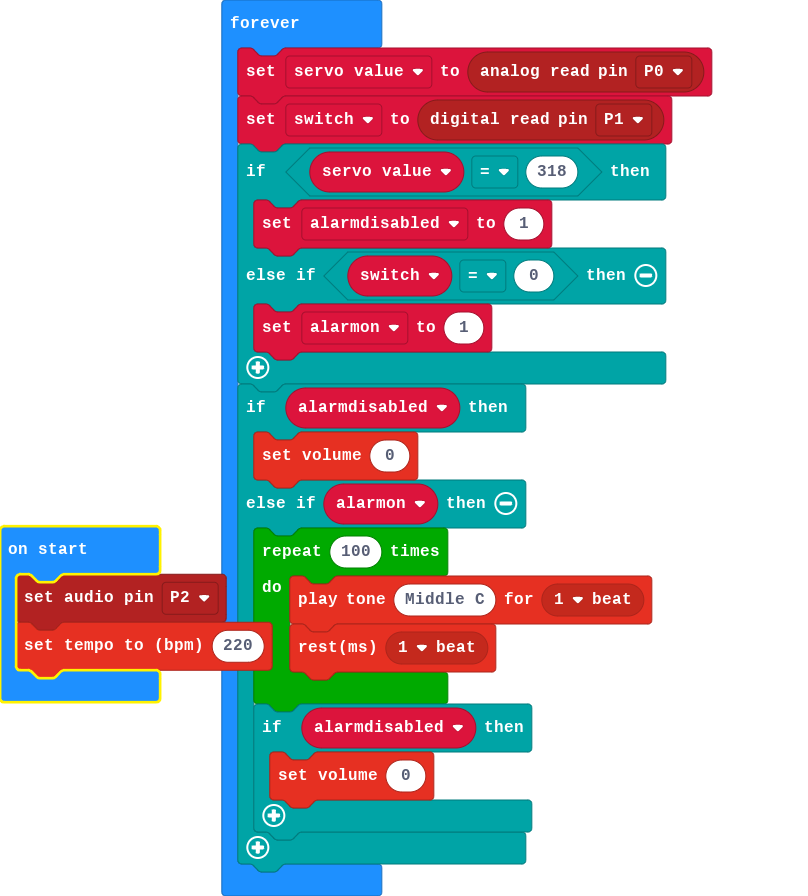 forever
set servo value to analog read pin P0
set switch to digital read pin P1
if servo value = 318 then
set alarmdisabled to 1
else if switch = 0 then
set alarmon to 1
if alarmdisabled then
set volume 0
else if alarmon then
repeat 100 times
do play tone Middle C for 1 beat
rest(ms) 1 beat
if alarmdisabled then
set volume 0
on start
set audio pin P2
set tempo to (bpm) 220